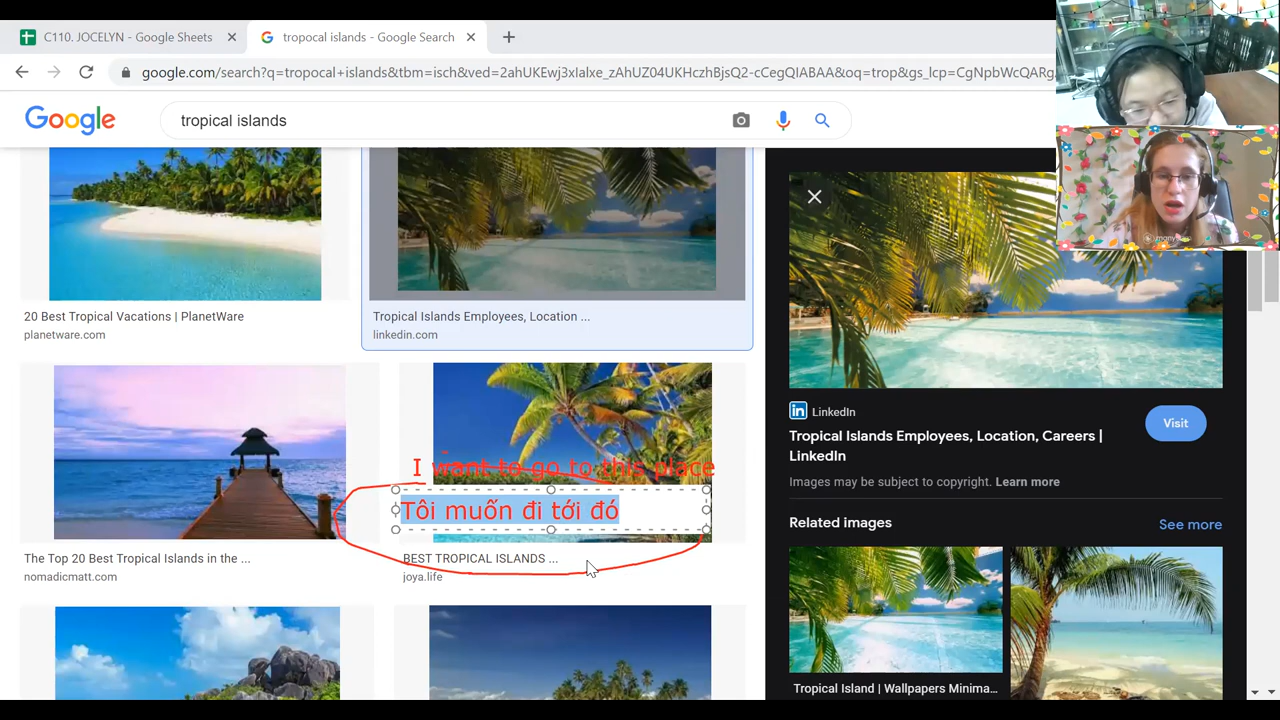 C110. JOCELYN - Google Sheets
tropocal islands - Google Search
google.com/search?q=tropocal+islands&tbm=isch&ved=2ahUKEwj3xIalxe_zAhUZ04UKHczhBjsQ2-cCegQIABAA&oq=trop&gs_lcp=CgNpbWcQARg
Google
tropical islands
20 Best Tropical Vacations | PlanetWare
planetware.com
Tropical Islands Employees, Location ...
linkedin.com
The Top 20 Best Tropical Islands in the ...
nomadicmatt.com
I want to go to this place
Tôi muốn đi tới đó
BEST TROPICAL ISLANDS ...
joya.life
in LinkedIn
Visit
Tropical Islands Employees, Location, Careers |
LinkedIn
Images may be subject to copyright. Learn more
Related images
See more
Tropical Island | Wallpapers Minima...